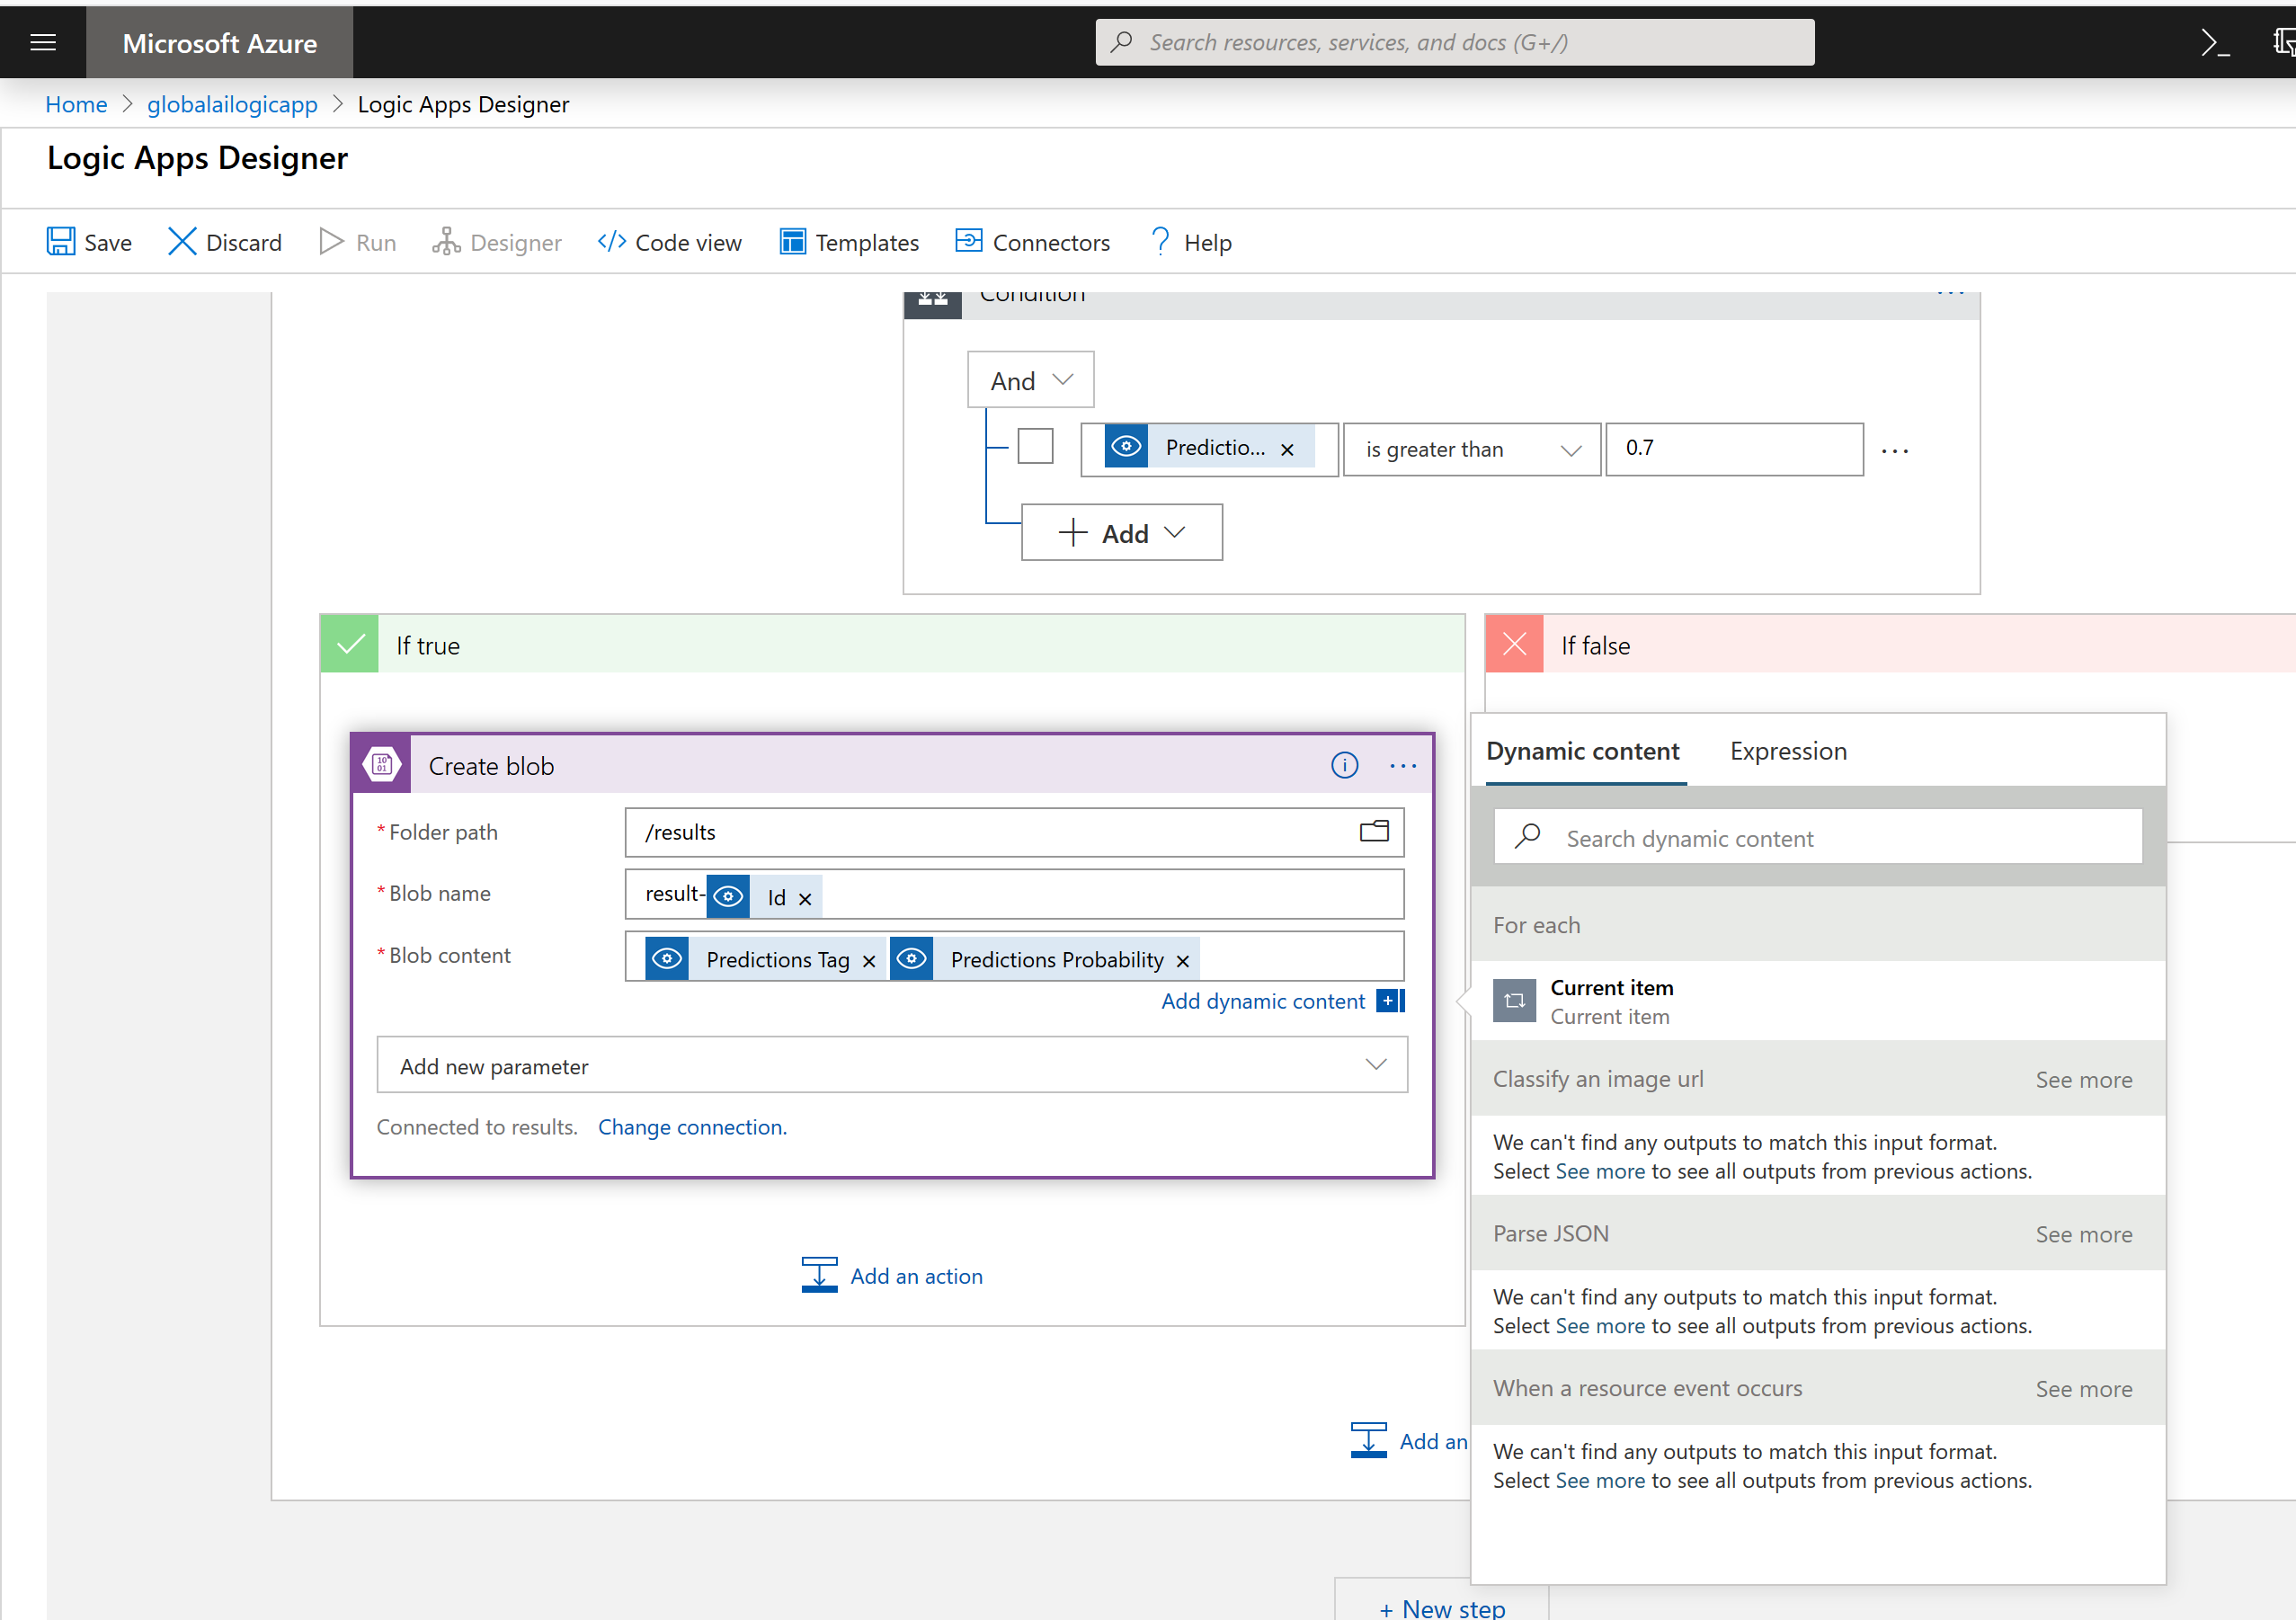 Microsoft Azure
Search resources, services, and docs (G+/)
Home > globalailogicapp > Logic Apps Designer
Logic Apps Designer
Save Discard Run Designer </> Code view Templates Connectors ? Help
Condition
And
Predictio... × is greater than 0.7 ...
+ Add
If true
If false
Create blob
* Folder path /results
* Blob name result- Id ×
* Blob content Predictions Tag × Predictions Probability ×
Add dynamic content +
Add new parameter
Connected to results. Change connection.
Add an action
Add an
+ New step
Dynamic content Expression
Search dynamic content
For each
Current item
Current item
Classify an image url See more
We can't find any outputs to match this input format.
Select See more to see all outputs from previous actions.
Parse JSON See more
We can't find any outputs to match this input format.
Select See more to see all outputs from previous actions.
When a resource event occurs See more
We can't find any outputs to match this input format.
Select See more to see all outputs from previous actions.